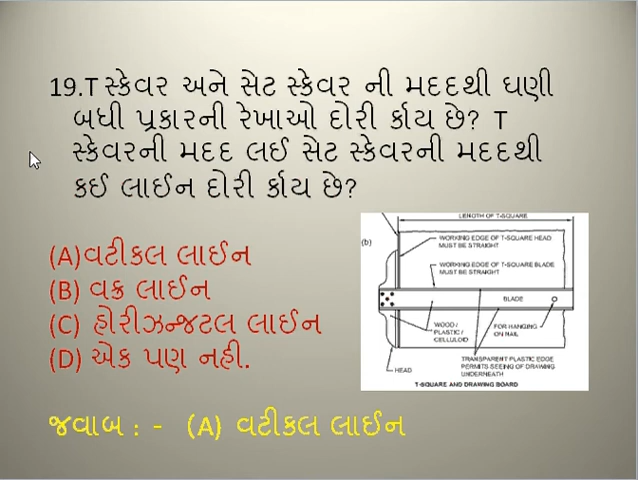 19.T સ્ક્રેવર અને સેટ સ્ક્રેવર ની મદદથી ઘણી
બધી પ્રકારની રેખાઓ દોરી ર્કાય છે? T
સ્ક્રેવરની મદદ લઈ સેટ સ્ક્રેવરની મદદથી
કઈ લાઈન દોરી ર્કાય છે?
(A)વટીકલ લાઈન
(B) વક્ર લાઈન
(C) હોરીઝન્જટલ લાઈન
(D) એક પણ નહી.
LENGTH OF T-SQUARE
(b)
WORKING EDGE OF T-SQUARE HEAD
MUST BE STRAIGHT
WORKING EDGE OF T-SQUARE BLADE
MUST BE STRAIGHT
BLADE
WOOD /
PLASTIC /
CELLULOID
FOR HANGING
ON NAIL
TRANSPARENT PLASTIC EDGE
PERMITS SEEING OF DRAWING
UNDERNEATH
HEAD
T-SQUARE AND DRAWING BOARD
જવાબ : - (A) વટીકલ લાઈન